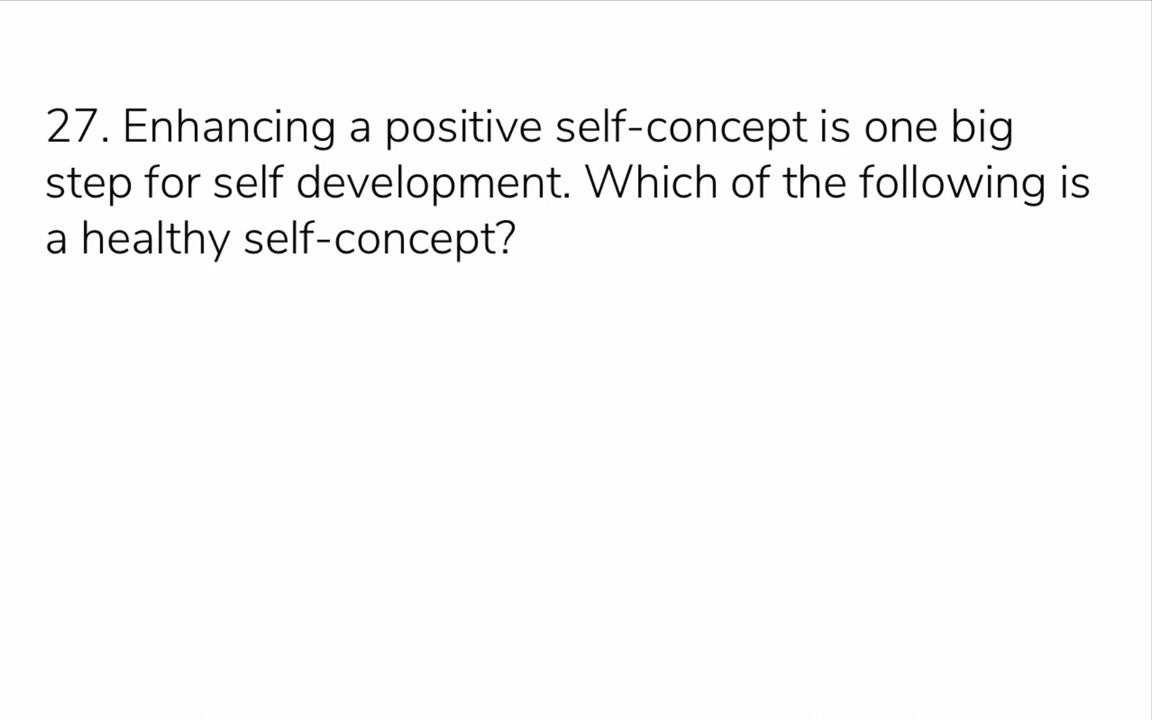 27. Enhancing a positive self-concept is one big
step for self development. Which of the following is
a healthy self-concept?